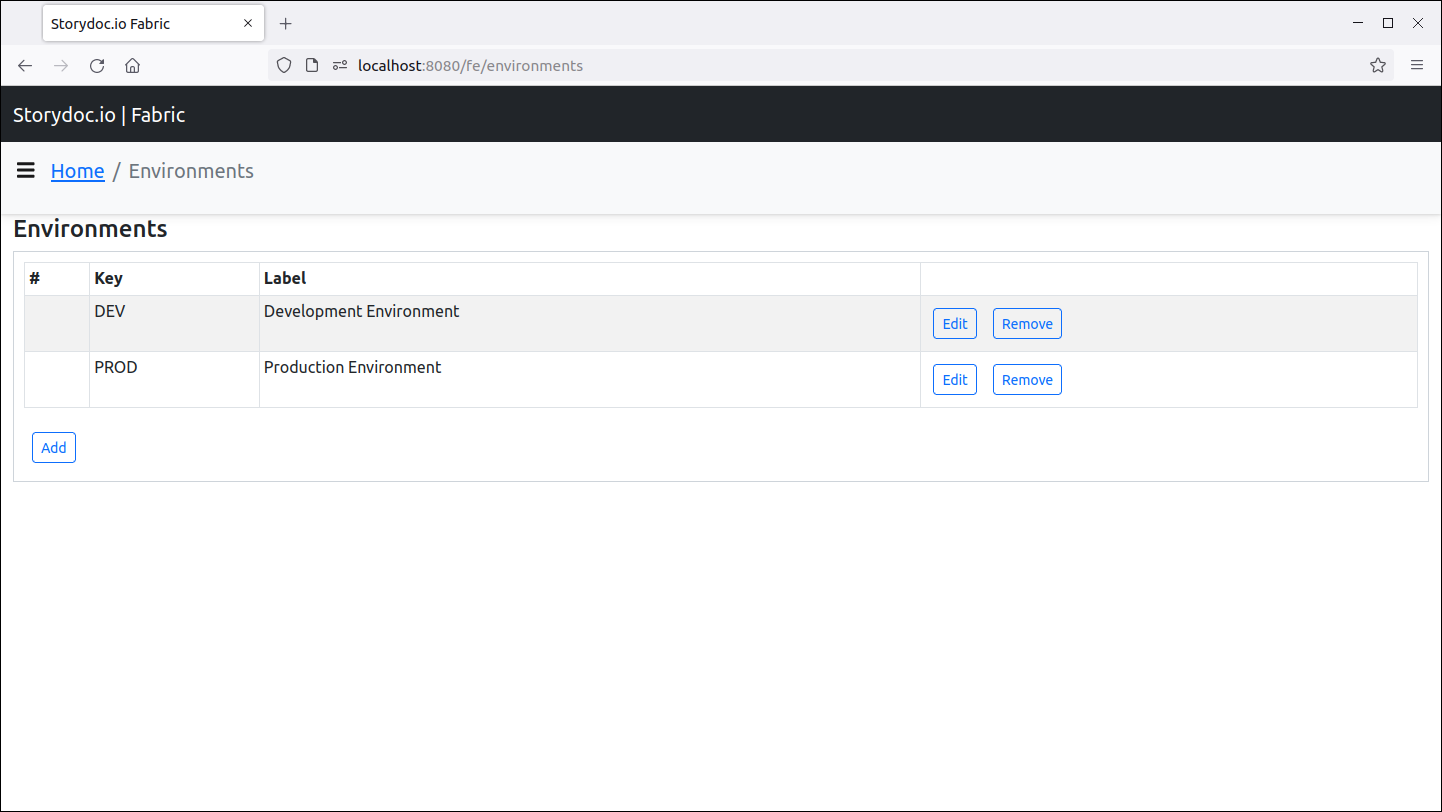 Storydoc.io Fabric
localhost:8080/fe/environments
Storydoc.io | Fabric
Home / Environments
Environments
# Key Label
DEV Development Environment Edit Remove
PROD Production Environment Edit Remove
Add